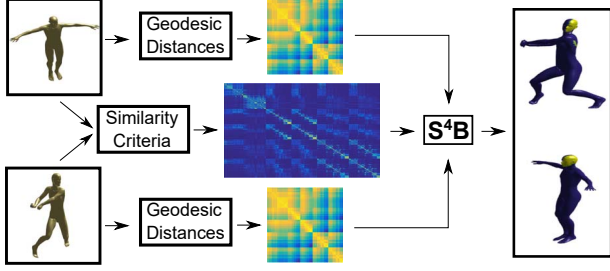 Geodesic
Distances
Similarity
Criteria
S⁴B
Geodesic
Distances